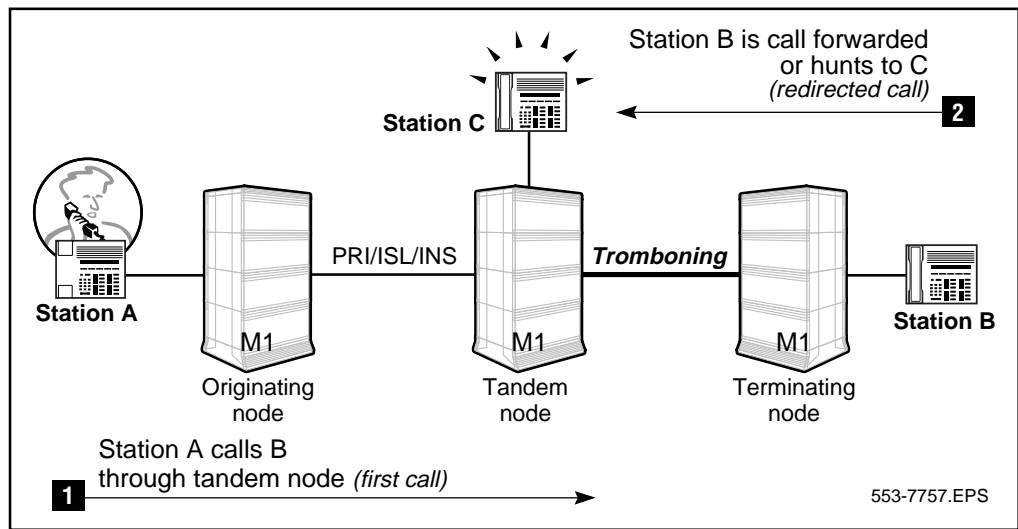 Station B is call forwarded
or hunts to C
(redirected call)
2
Station C
PRI/ISL/INS
Tromboning
Station A
Station B
M1
M1
M1
Originating
node
Tandem
node
Terminating
node
Station A calls B
through tandem node (first call)
1
553-7757.EPS